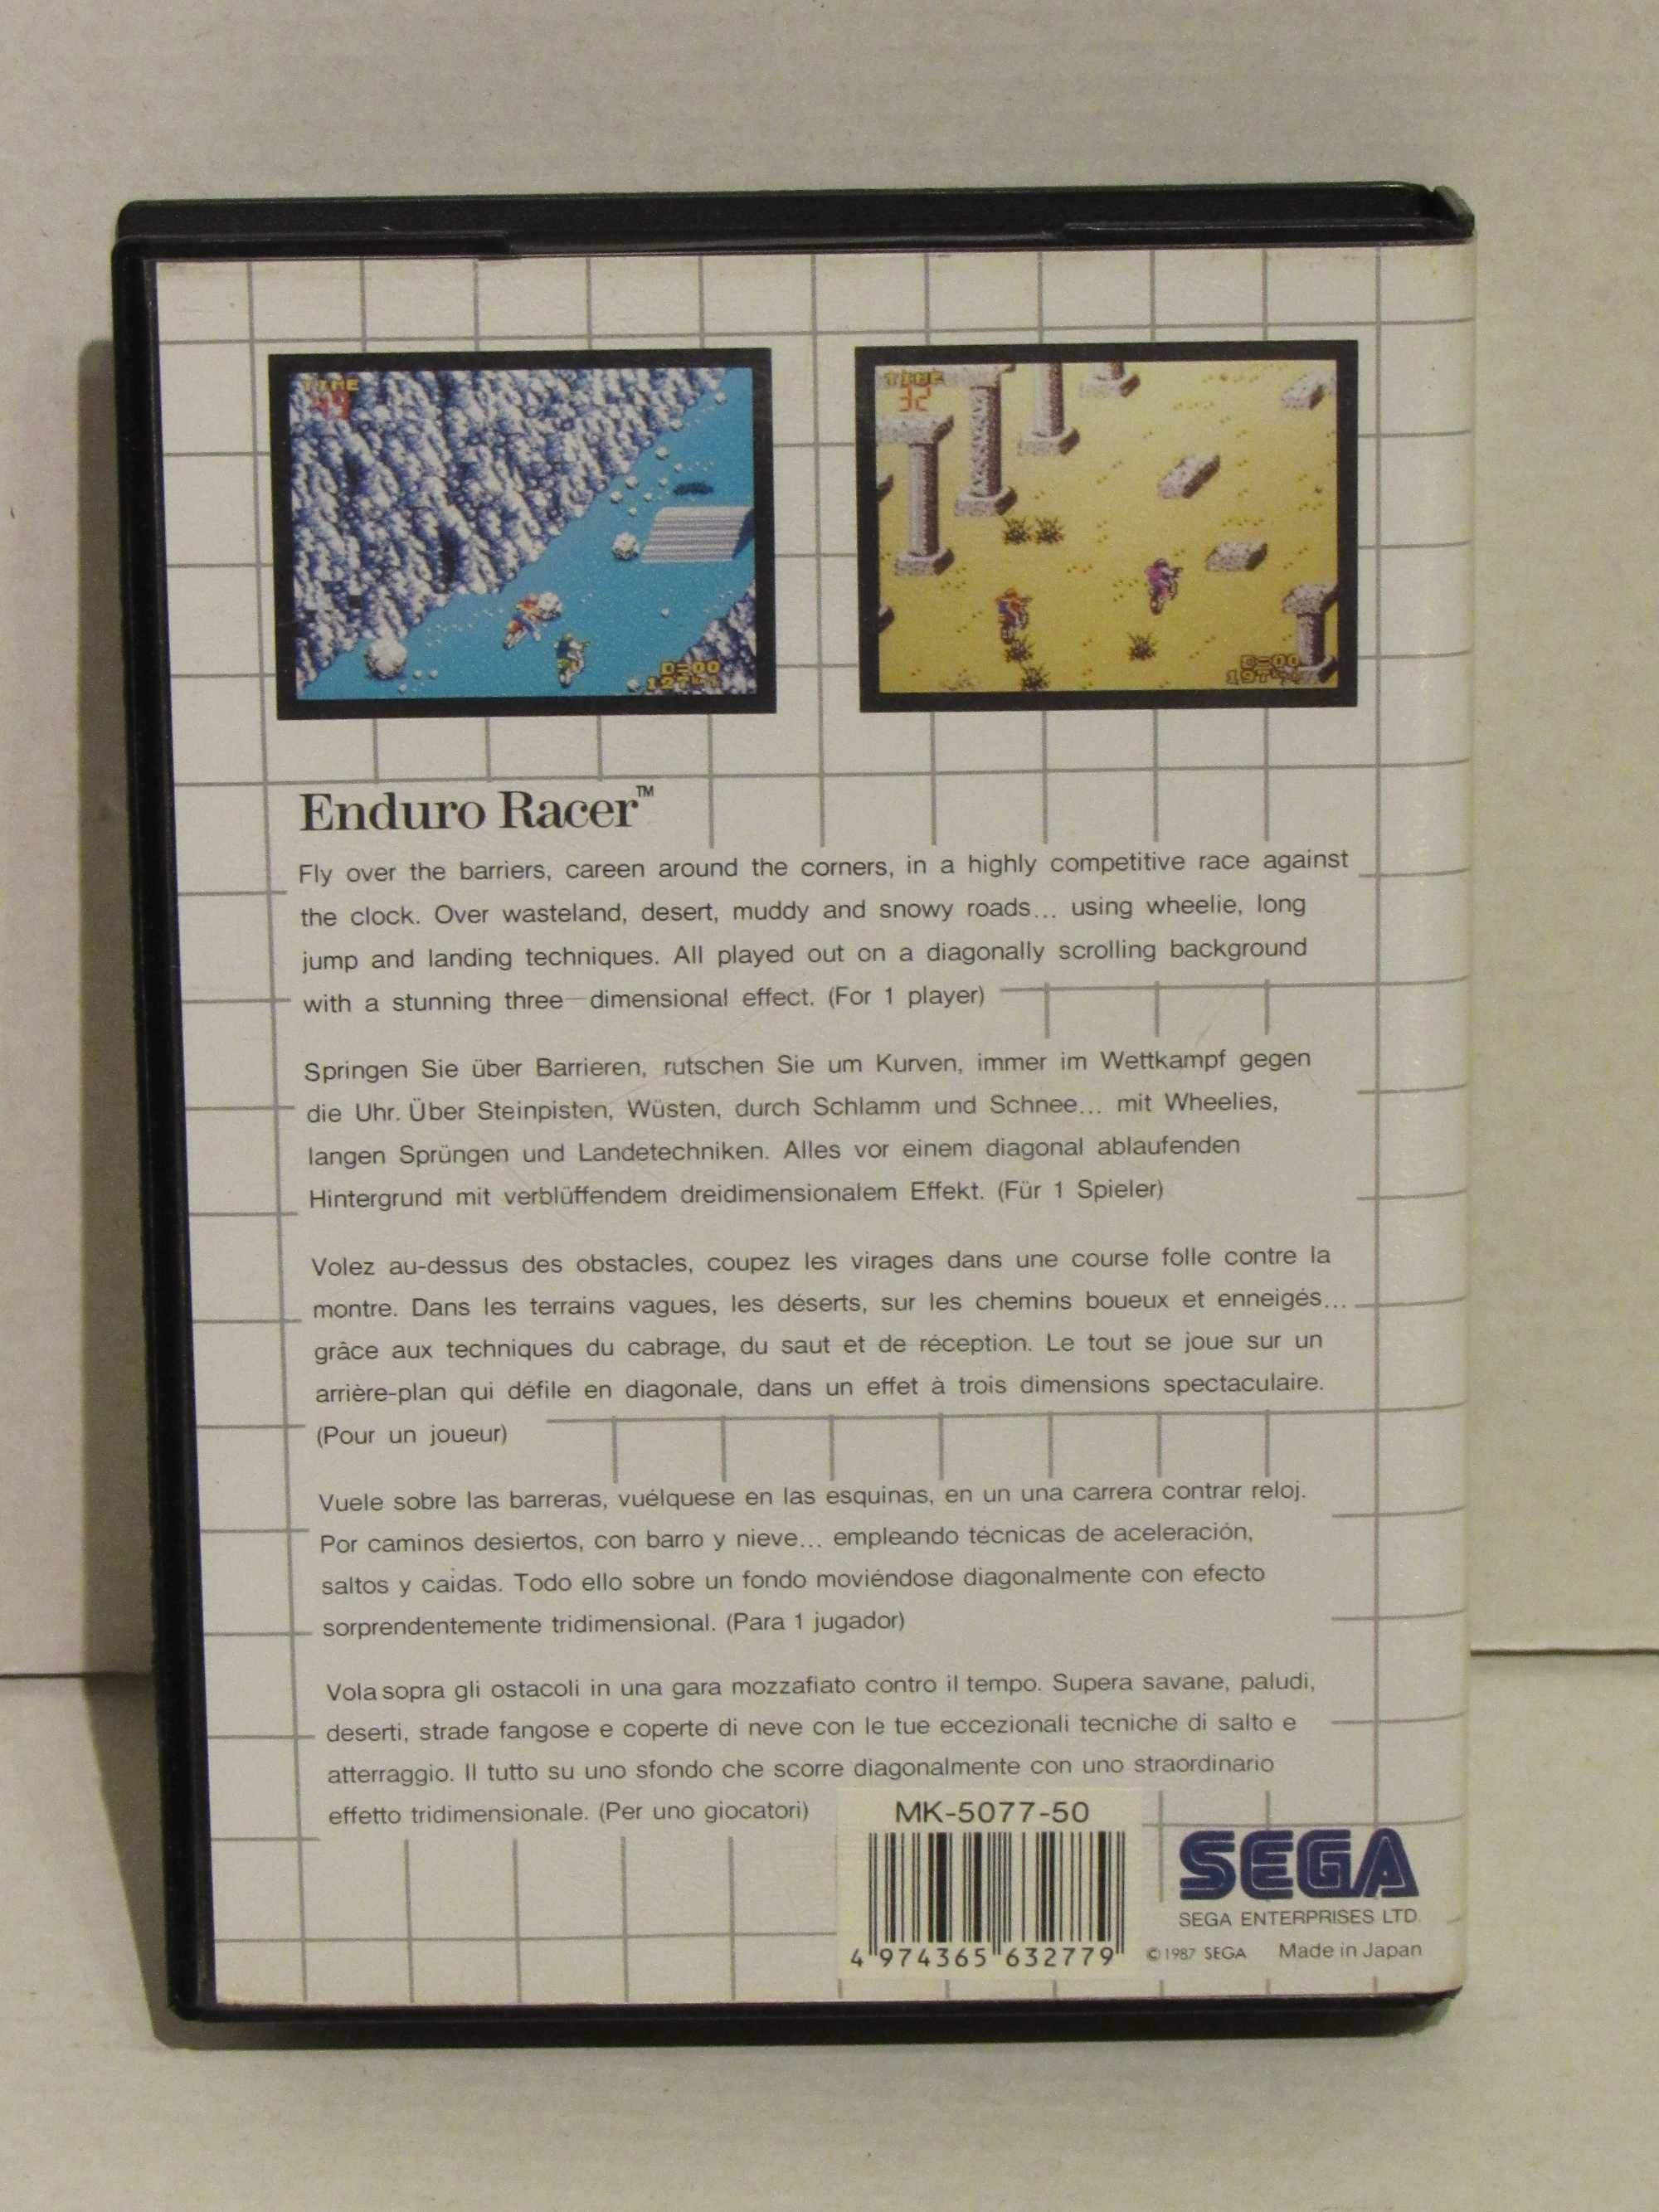 TIME
TIME
32
D=00
E=00
Enduro Racer™
Fly over the barriers, careen around the corners, in a highly competitive race against
the clock. Over wasteland, desert, muddy and snowy roads... using wheelie, long
jump and landing techniques. All played out on a diagonally scrolling background
with a stunning three—dimensional effect. (For 1 player)
Springen Sie über Barrieren, rutschen Sie um Kurven, immer im Wettkampf gegen
die Uhr. Über Steinpisten, Wüsten, durch Schlamm und Schnee... mit Wheelies,
langen Sprüngen und Landetechniken. Alles vor einem diagonal ablaufenden
Hintergrund mit verblüffendem dreidimensionalem Effekt. (Für 1 Spieler)
Volez au-dessus des obstacles, coupez les virages dans une course folle contre la
montre. Dans les terrains vagues, les déserts, sur les chemins boueux et enneigés...
grâce aux techniques du cabrage, du saut et de réception. Le tout se joue sur un
arrière-plan qui défile en diagonale, dans un effet à trois dimensions spectaculaire.
(Pour un joueur)
Vuele sobre las barreras, vuélquese en las esquinas, en un una carrera contrar reloj.
Por caminos desiertos, con barro y nieve... empleando técnicas de aceleración,
saltos y caidas. Todo ello sobre un fondo moviéndose diagonalmente con efecto
sorprendentemente tridimensional. (Para 1 jugador)
Vola sopra gli ostacoli in una gara mozzafiato contro il tempo. Supera savane, paludi,
deserti, strade fangose e coperte di neve con le tue eccezionali tecniche di salto e
atterraggio. Il tutto su uno sfondo che scorre diagonalmente con uno straordinario
effetto tridimensionale. (Per uno giocatori)
MK-5077-50
4 974365 632779
SEGA
SEGA ENTERPRISES LTD.
©1987 SEGA Made in Japan